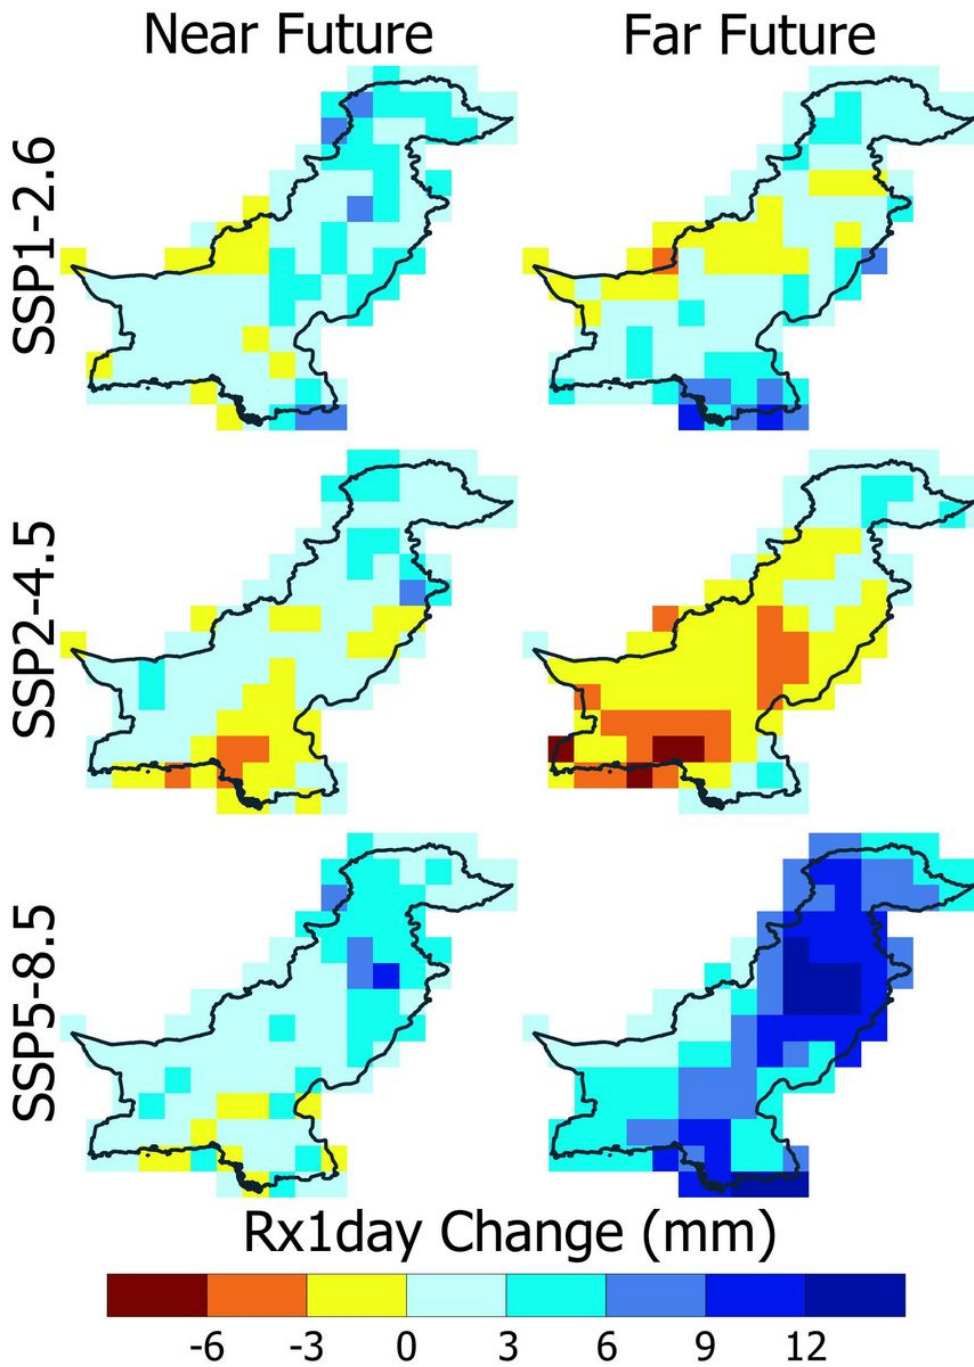 Near Future
Far Future
SSP1-2.6
SSP2-4.5
SSP5-8.5
Rx1day Change (mm)
-6 -3 0 3 6 9 12